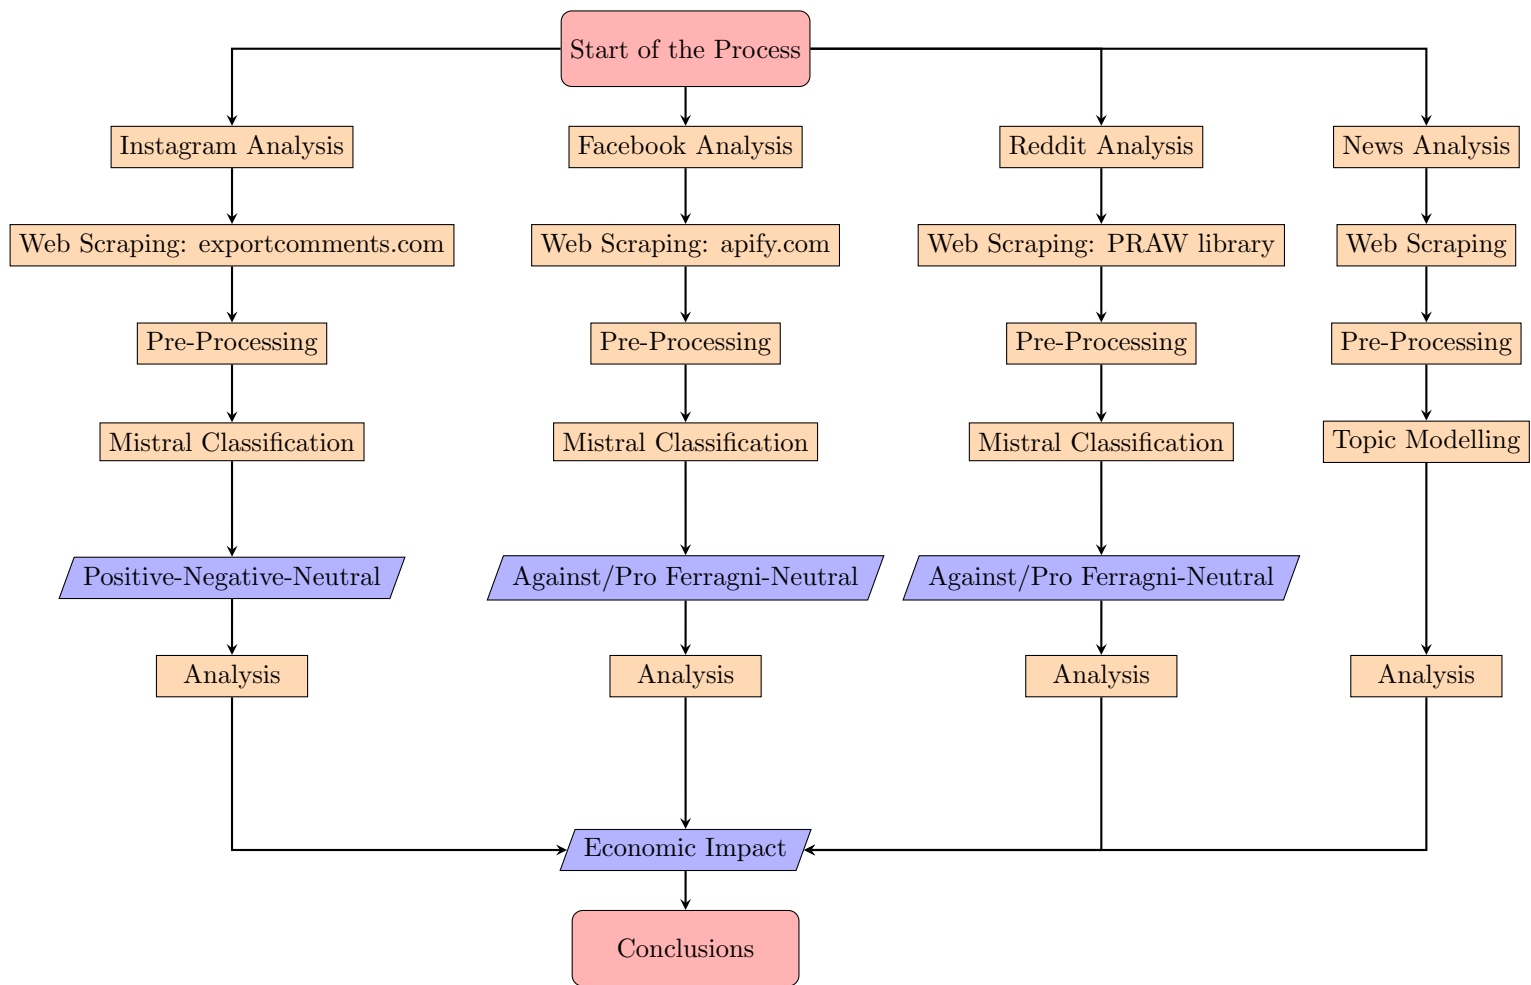 Start of the Process
Instagram Analysis
Facebook Analysis
Reddit Analysis
News Analysis
Web Scraping: exportcomments.com
Web Scraping: apify.com
Web Scraping: PRAW library
Web Scraping
Pre-Processing
Pre-Processing
Pre-Processing
Pre-Processing
Mistral Classification
Mistral Classification
Mistral Classification
Topic Modelling
Positive-Negative-Neutral
Against/Pro Ferragni-Neutral
Against/Pro Ferragni-Neutral
Analysis
Analysis
Analysis
Analysis
Economic Impact
Conclusions